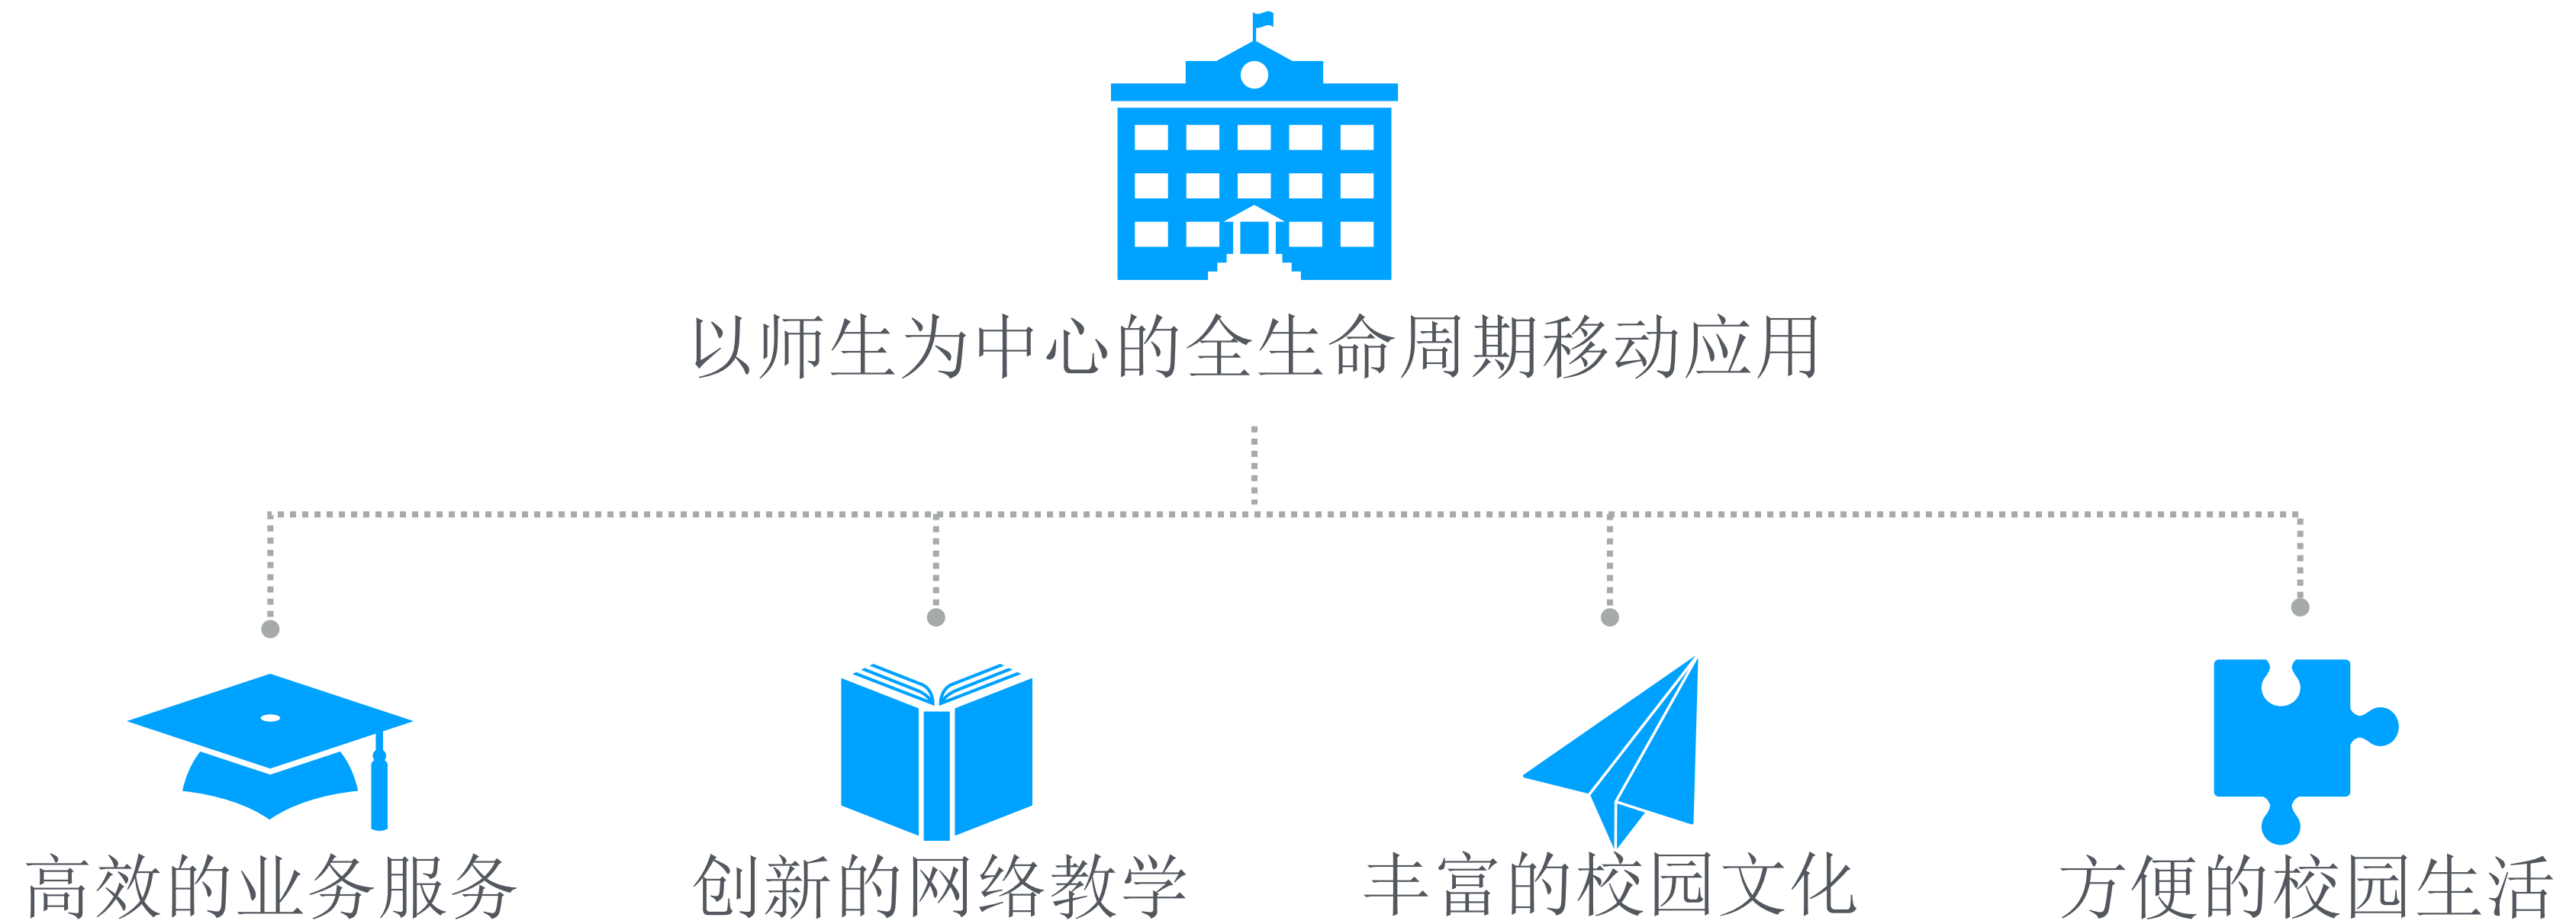 以师生为中心的全生命周期移动应用
高效的业务服务
创新的网络教学
丰富的校园文化
方便的校园生活